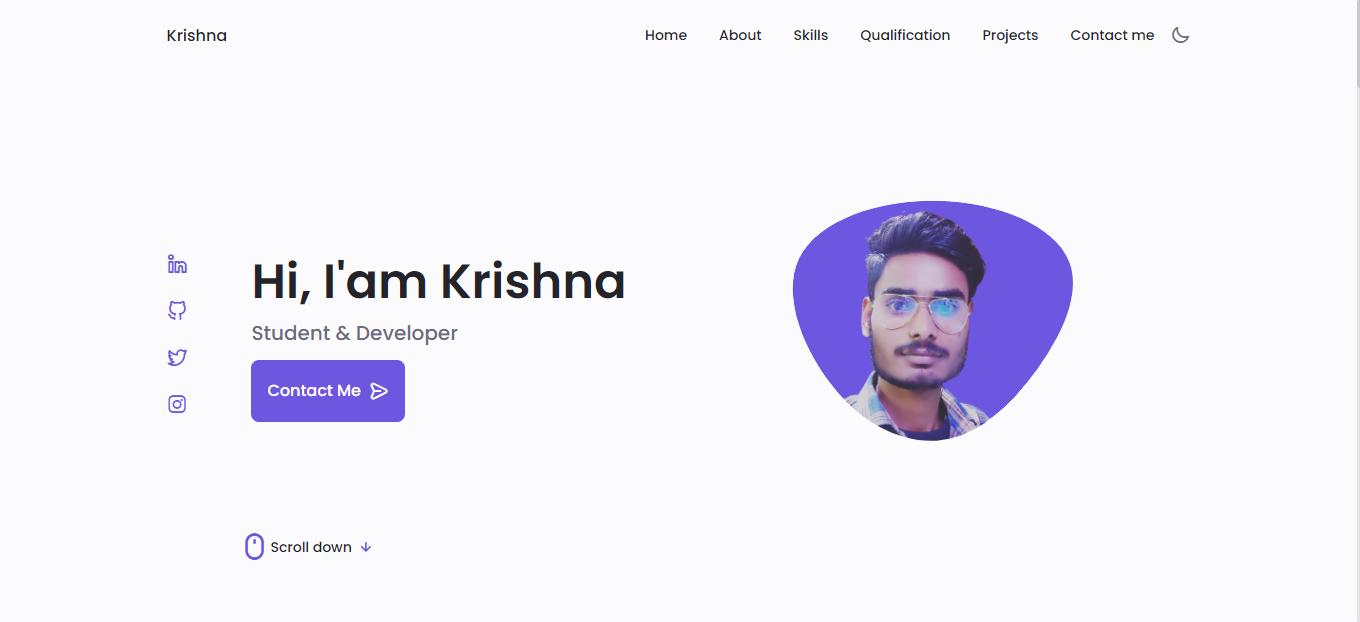 Krishna
Home About Skills Qualification Projects Contact me
Hi, I'am Krishna
Student & Developer
Contact Me
Scroll down